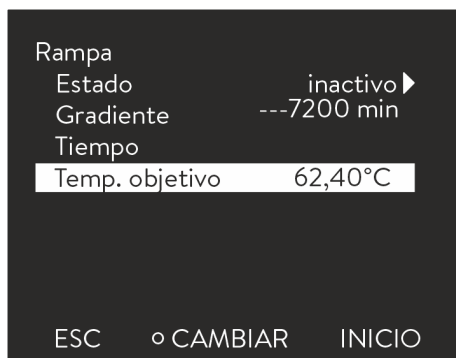 Rampa
Estado inactivo
Gradiente ---7200 min
Tiempo
Temp. objetivo 62,40°C
ESC ○ CAMBIAR INICIO